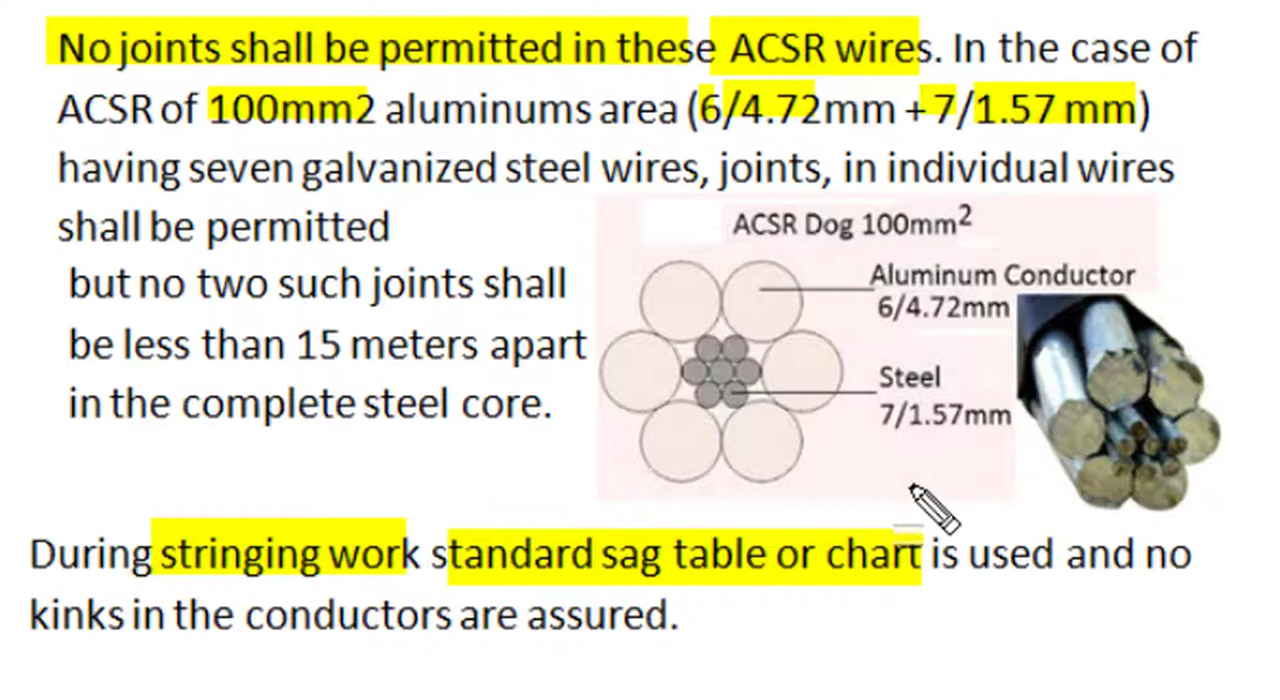 No joints shall be permitted in these ACSR wires. In the case of
ACSR of 100mm2 aluminums area (6/4.72mm + 7/1.57 mm)
having seven galvanized steel wires, joints, in individual wires
shall be permitted
but no two such joints shall
be less than 15 meters apart
in the complete steel core.
ACSR Dog 100mm²
Aluminum Conductor
6/4.72mm
Steel
7/1.57mm
During stringing work standard sag table or chart is used and no
kinks in the conductors are assured.